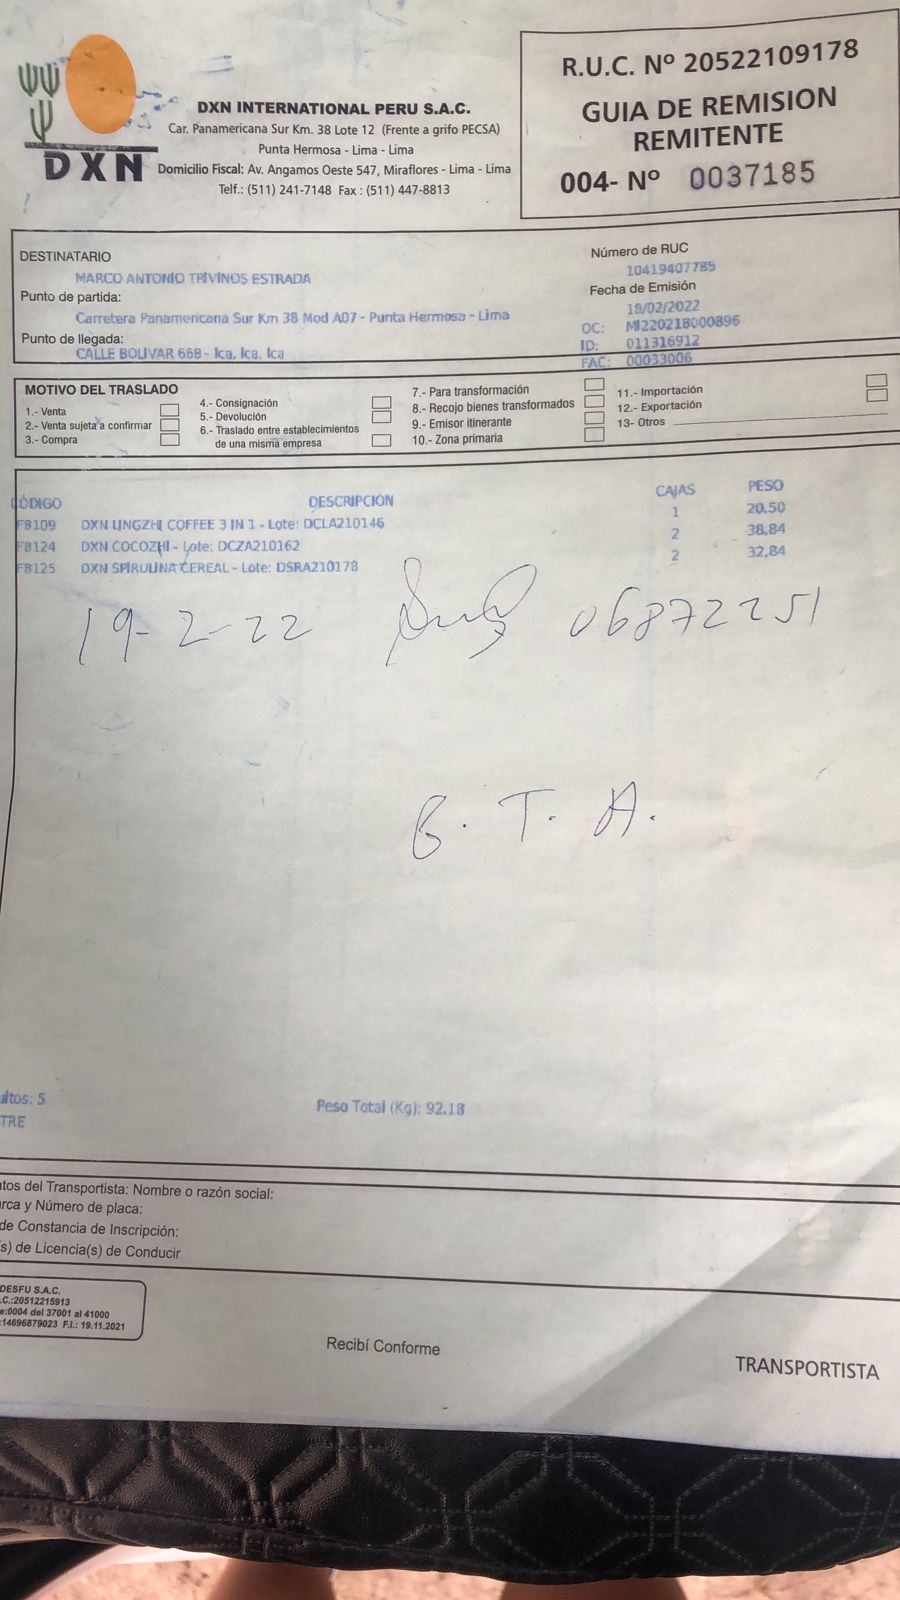 DXN
DXN INTERNATIONAL PERU S.A.C.
Car. Panamericana Sur Km. 38 Lote 12 (Frente a grifo PECSA)
Punta Hermosa - Lima - Lima
Domicilio Fiscal: Av. Angamos Oeste 547, Miraflores - Lima - Lima
Telf.: (511) 241-7148 Fax : (511) 447-8813
R.U.C. Nº 20522109178
GUIA DE REMISION
REMITENTE
004- Nº 0037185
DESTINATARIO
MARCO ANTONIO TRIVINOS ESTRADA
Punto de partida:
Carretera Panamericana Sur Km 38 Mod A07 - Punta Hermosa - Lima
Punto de llegada:
CALLE BOLIVAR 668 - Ica, Ica, Ica
Número de RUC
10419407785
Fecha de Emisión
18/02/2022
OC: MI220218000896
ID: 011316912
FAC: 00033006
MOTIVO DEL TRASLADO
1.- Venta
2.- Venta sujeta a confirmar
3.- Compra
4.- Consignación
5.- Devolución
6.- Traslado entre establecimientos
de una misma empresa
7.- Para transformación
8.- Recojo bienes transformados
9.- Emisor itinerante
10.- Zona primaria
11.- Importación
12.- Exportación
13- Otros
CÓDIGO DESCRIPCIÓN CAJAS PESO
FB109 DXN LINGZHI COFFEE 3 IN 1 - Lote: DCLA210146 1 20,50
FB124 DXN COCOZHI - Lote: DCZA210162 2 38,84
FB125 DXN SPIRULINA CEREAL - Lote: DSRA210178 2 32,84
19-2-22 06872251
G. T. A.
ultos: 5 Peso Total (Kg): 92.18
TRE
tos del Transportista: Nombre o razón social:
arca y Número de placa:
de Constancia de Inscripción:
(s) de Licencia(s) de Conducir
DESFU S.A.C.
.C.:20512215913
e:0004 del 37001 al 41000
:14696879023 F.I.: 19.11.2021
Recibí Conforme
TRANSPORTISTA